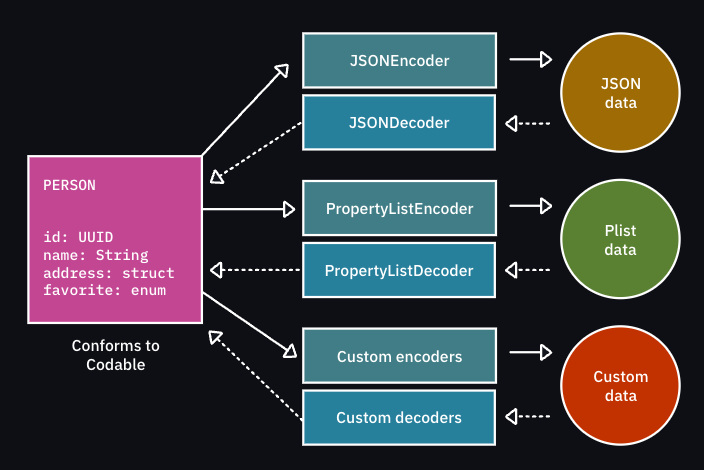 JSONEncoder
JSONDecoder
JSON
data
PERSON
id: UUID
name: String
address: struct
favorite: enum
Conforms to
Codable
PropertyListEncoder
PropertyListDecoder
Plist
data
Custom encoders
Custom decoders
Custom
data